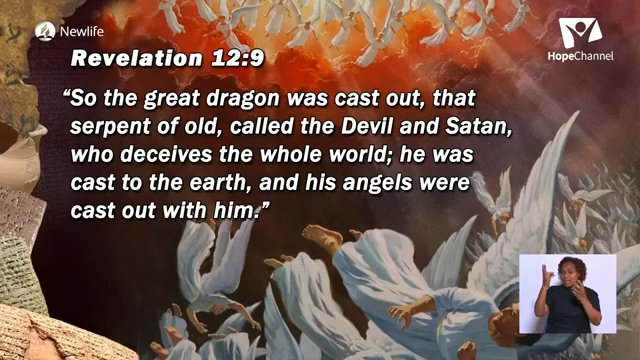 Newlife
HopeChannel
Revelation 12:9
“So the great dragon was cast out, that
serpent of old, called the Devil and Satan,
who deceives the whole world; he was
cast to the earth, and his angels were
cast out with him.”